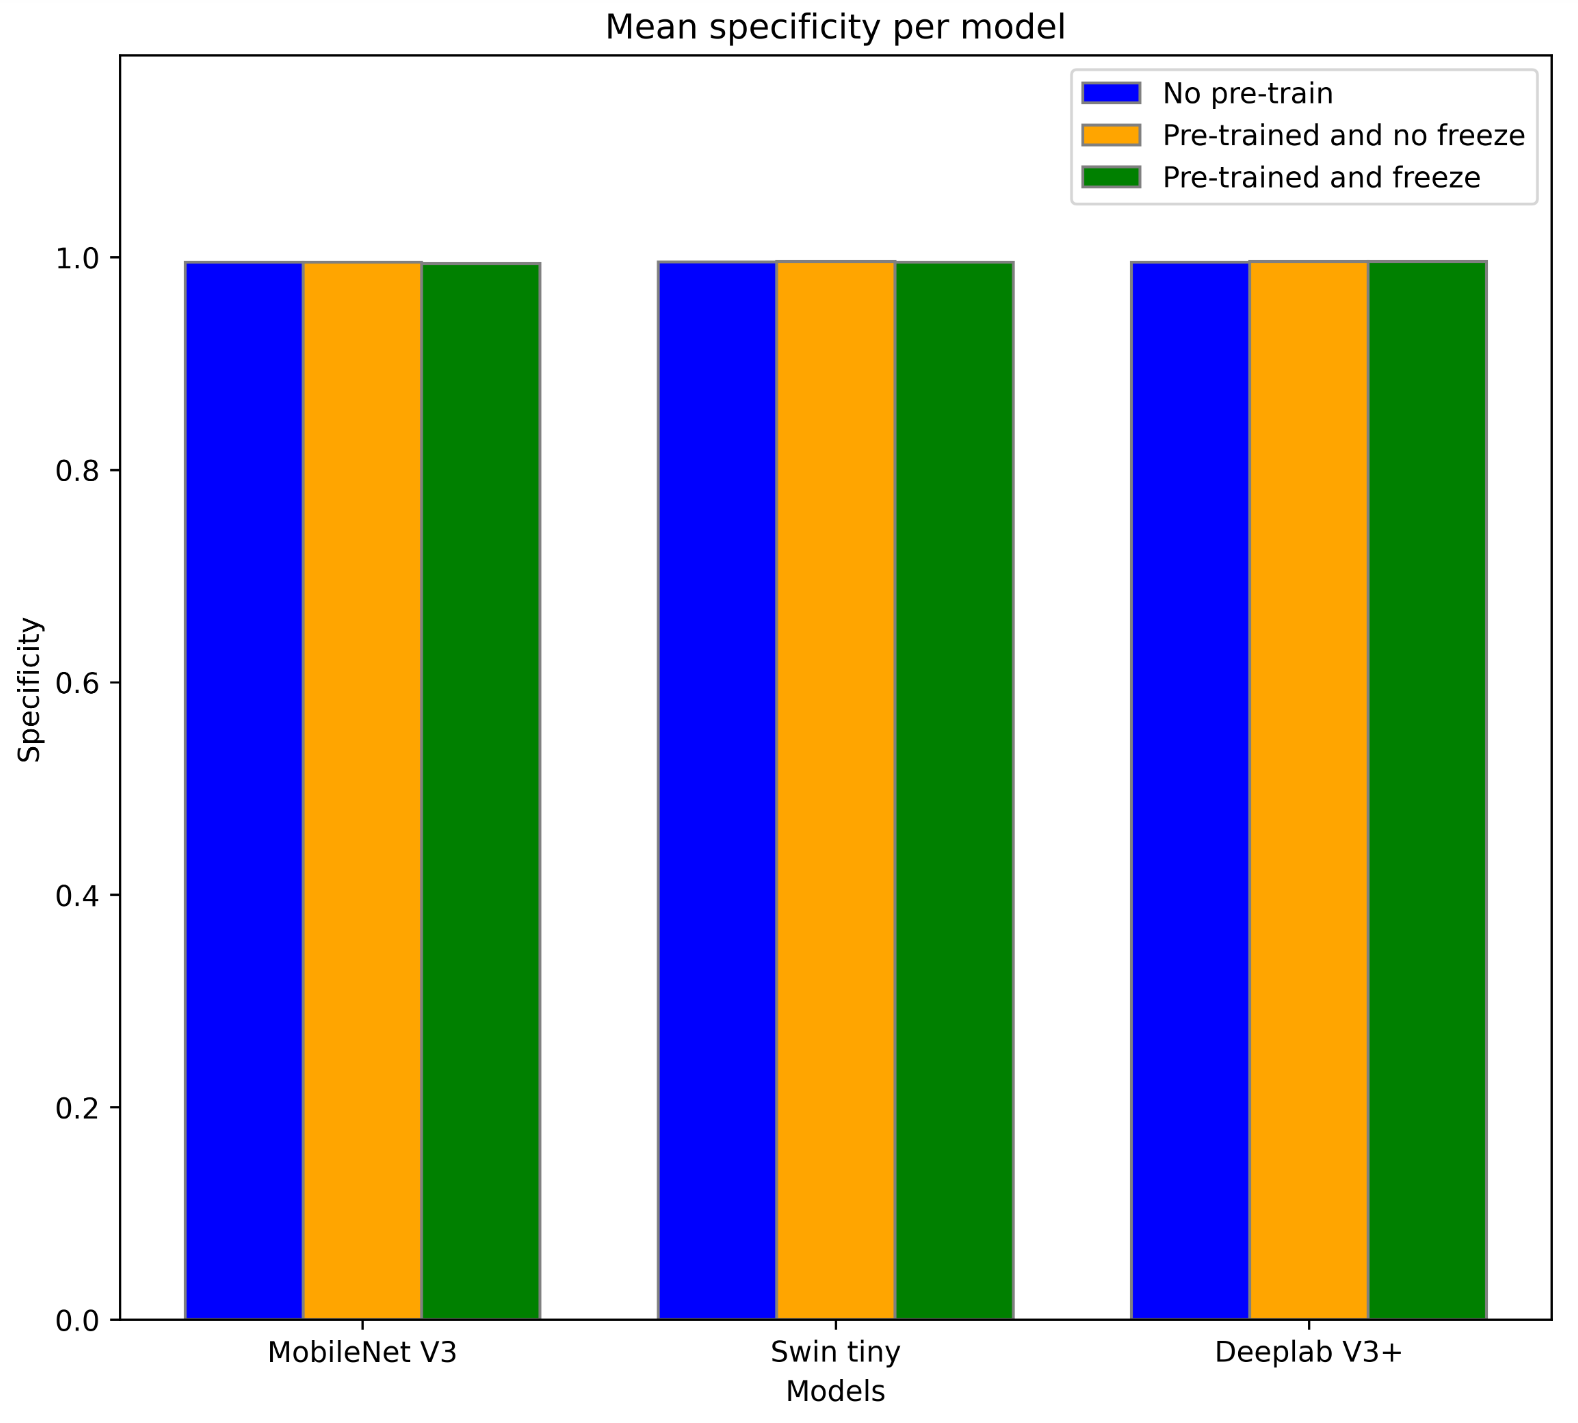 Mean specificity per model
No pre-train
Pre-trained and no freeze
Pre-trained and freeze
1.0
0.8
0.6
0.4
0.2
0.0
Specificity
MobileNet V3
Swin tiny
Deeplab V3+
Models